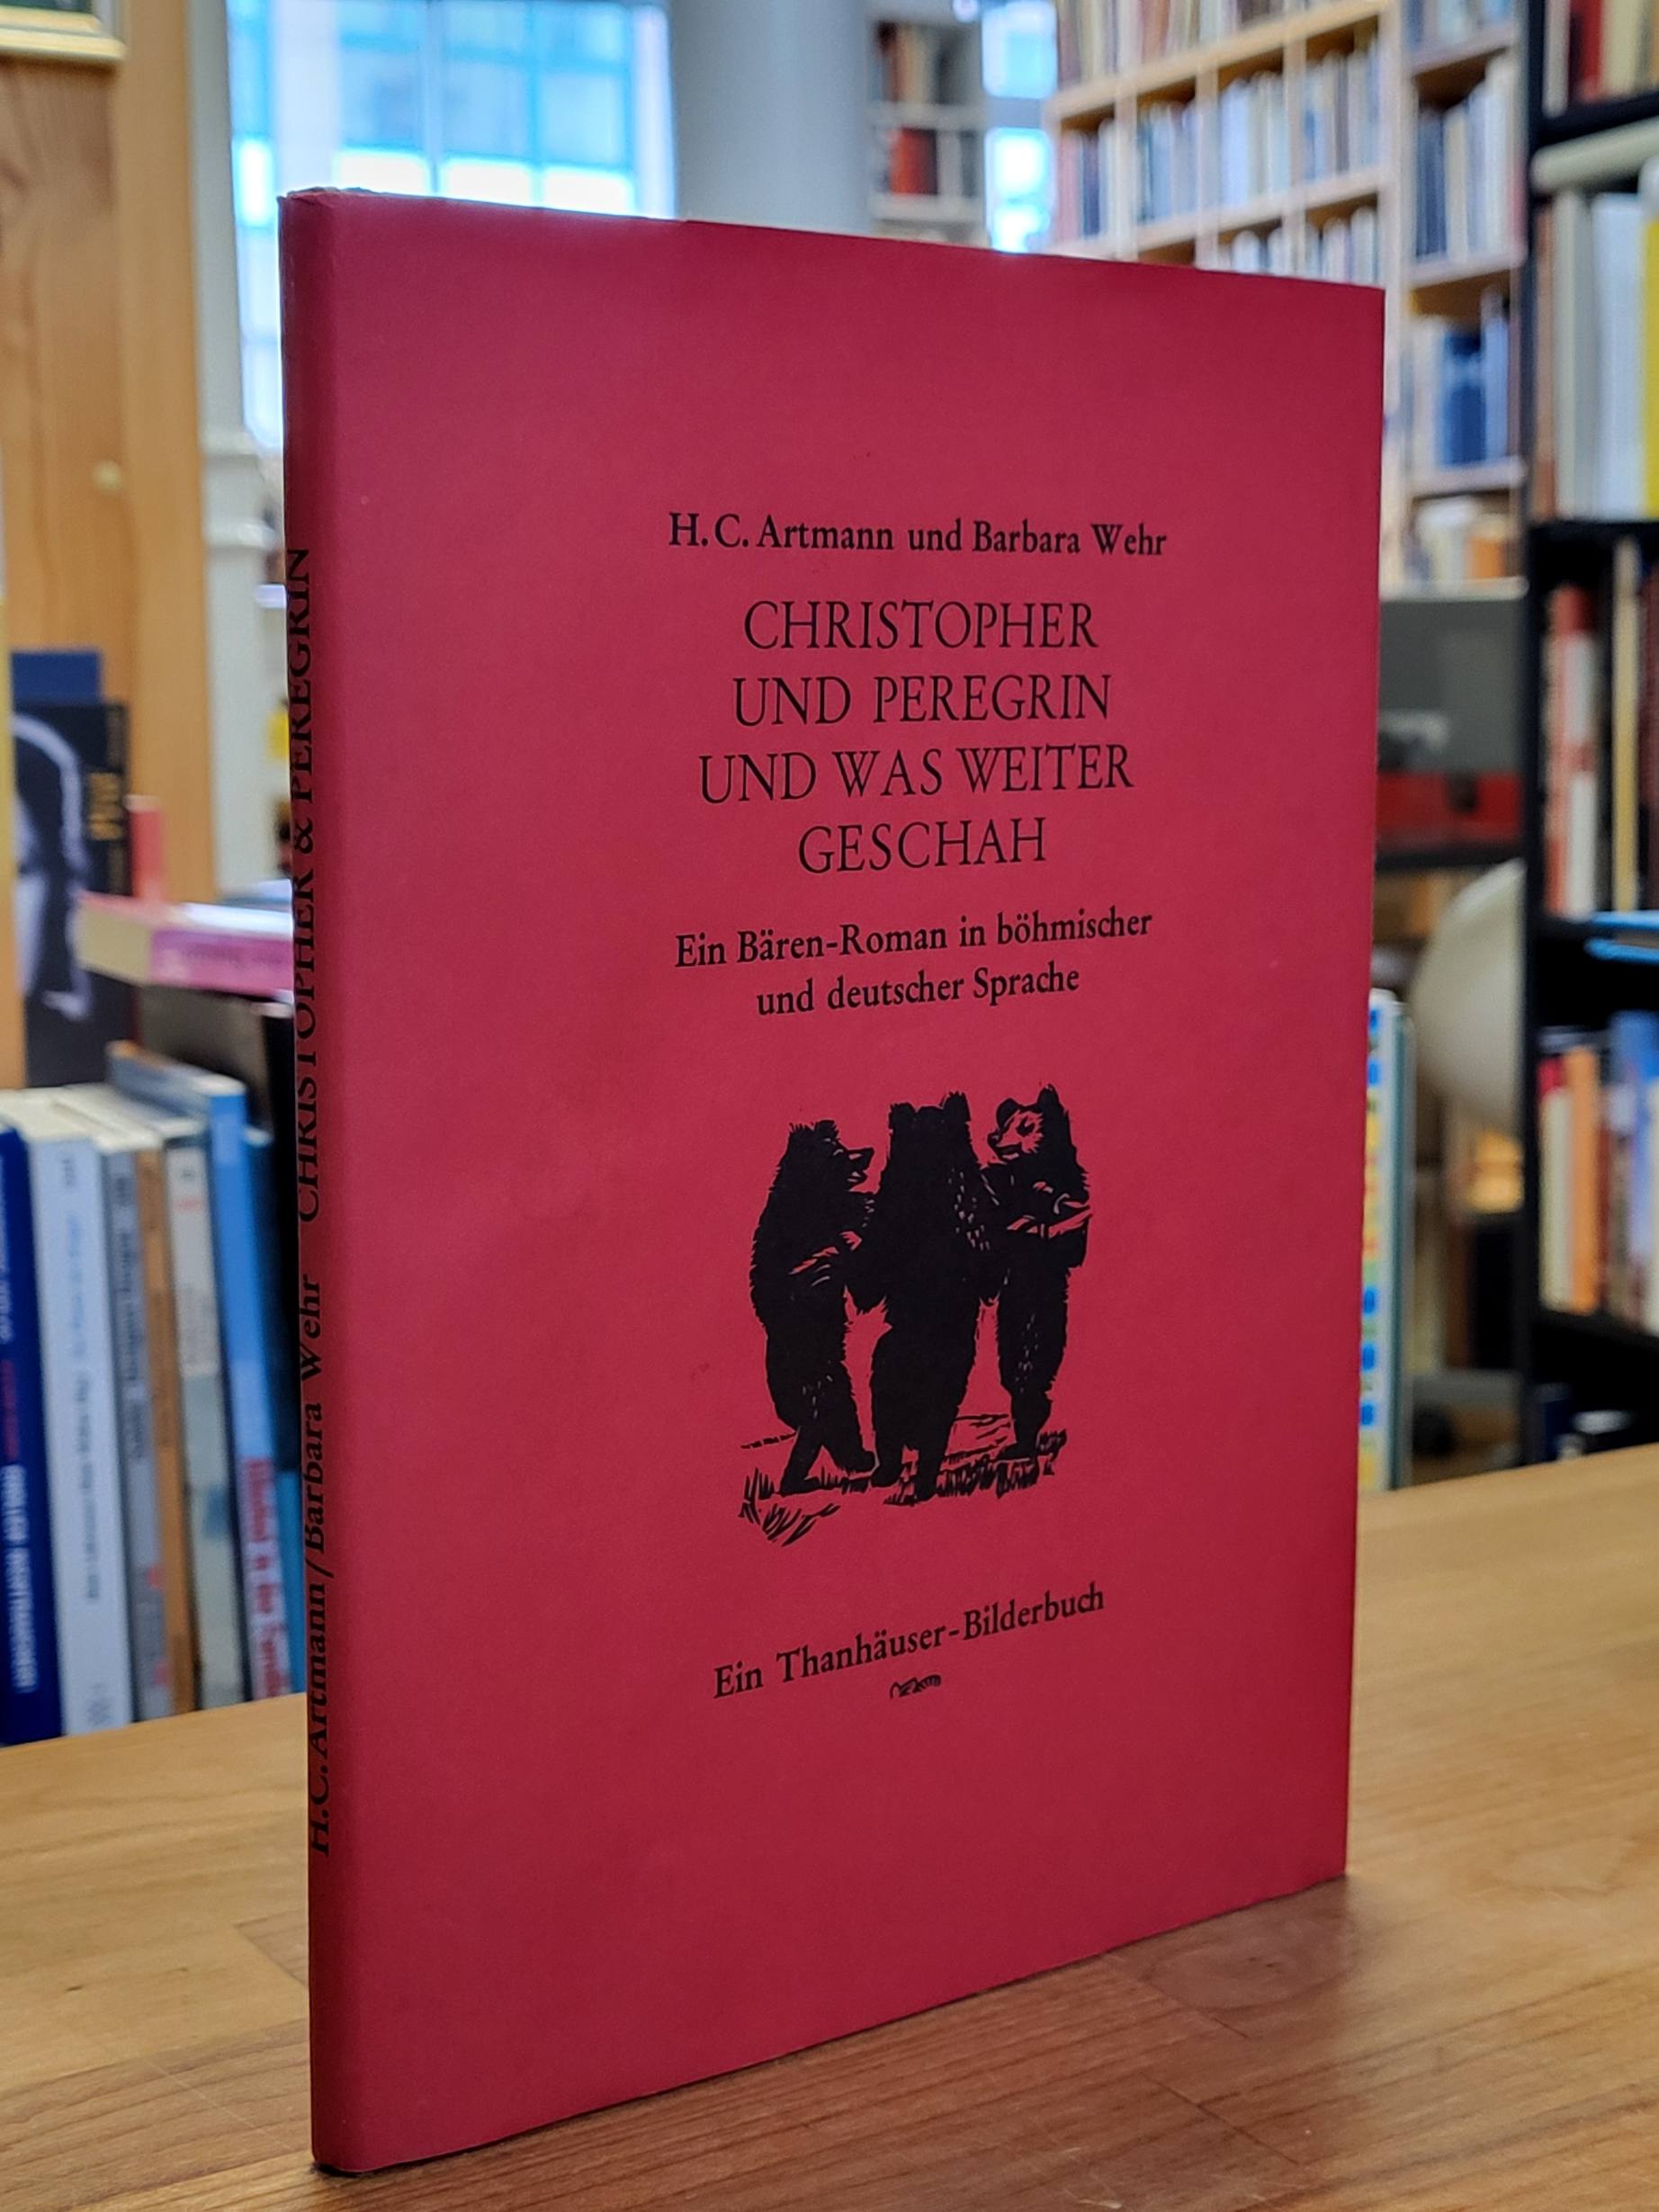 H.C. Artmann/Barbara Wehr CHRISTOPHER & PEREGRIN
H. C. Artmann und Barbara Wehr
CHRISTOPHER
UND PEREGRIN
UND WAS WEITER
GESCHAH
Ein Bären-Roman in böhmischer
und deutscher Sprache
Ein Thanhäuser-Bilderbuch